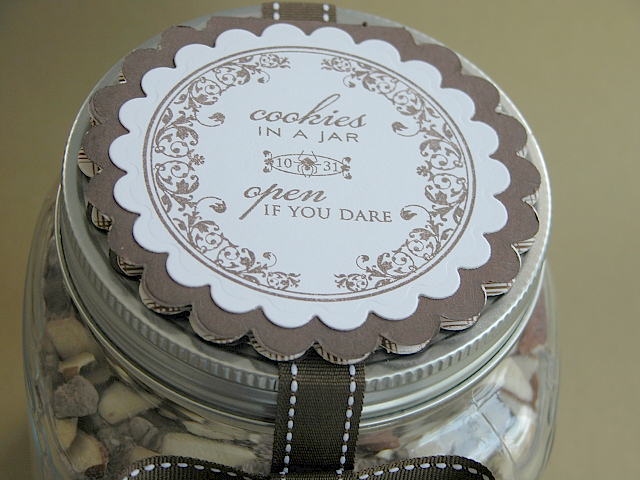 cookies
IN A JAR
10 31
open
IF YOU DARE